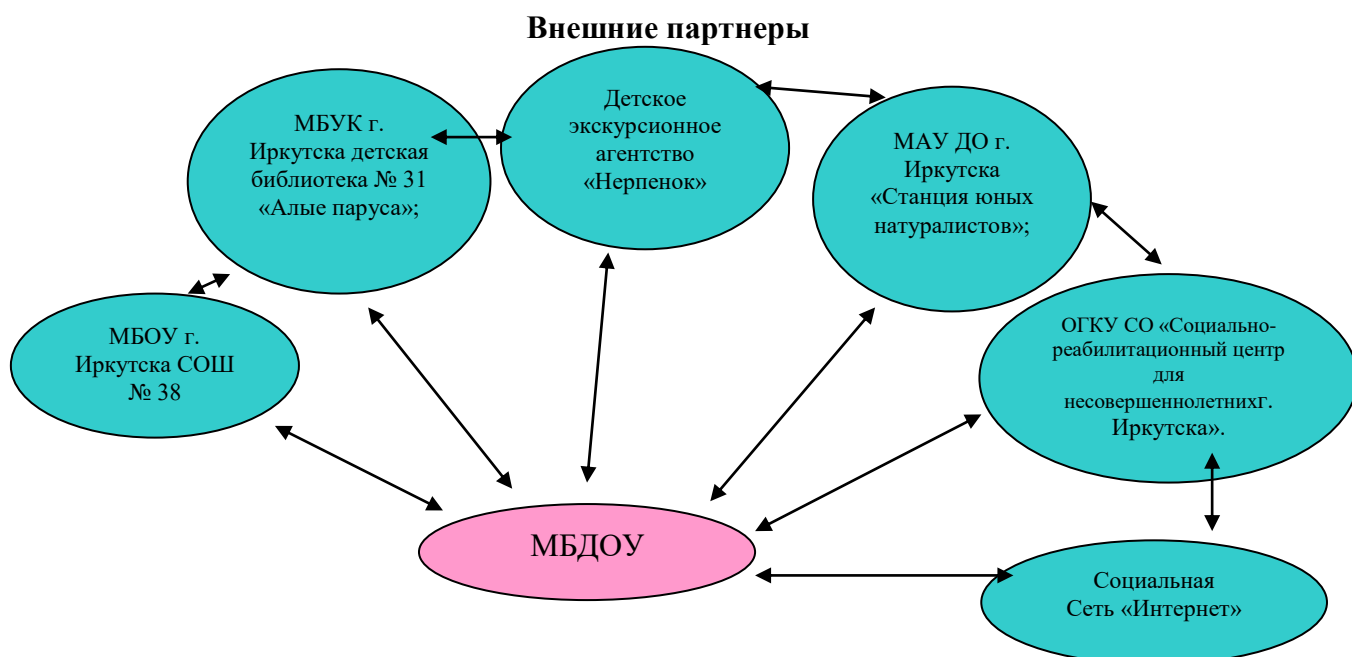 Внешние партнеры
Детское
экскурсионное
агентство
«Нерпенок»
МБУК г.
Иркутска детская
библиотека № 31
«Алые паруса»;
МАУ ДО г.
Иркутска
«Станция юных
натуралистов»;
МБОУ г.
Иркутска СОШ
№ 38
ОГКУ СО «Социально-
реабилитационный центр
для
несовершеннолетнихг.
Иркутска».
МБДОУ
Социальная
Сеть «Интернет»